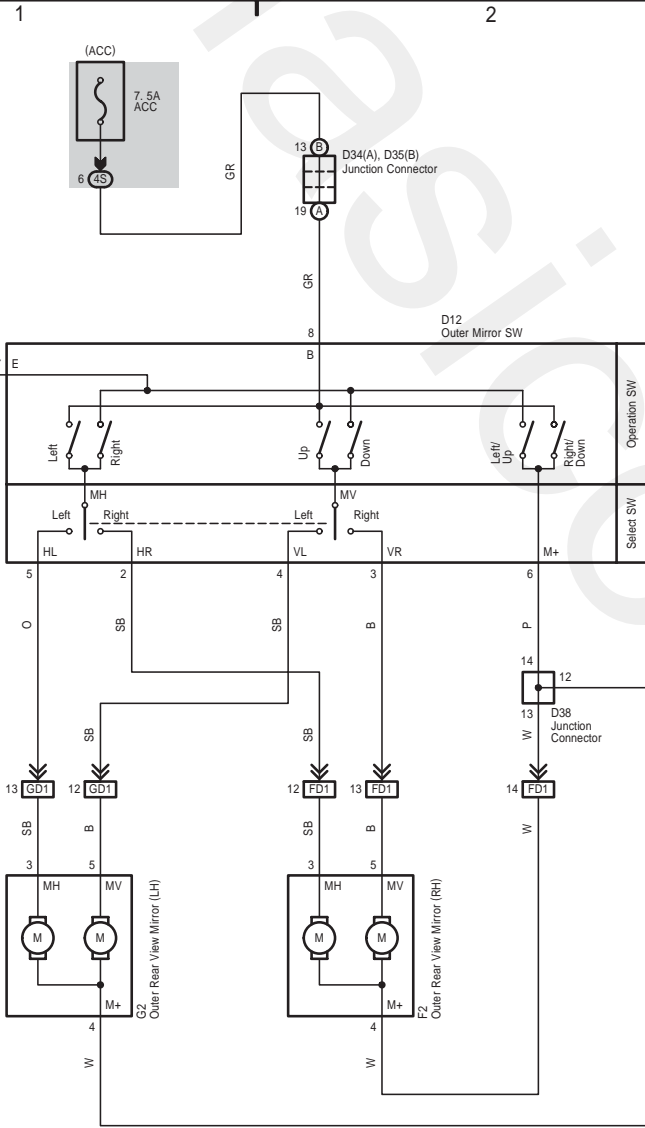 1
2
(ACC)
7. 5A
ACC
6
4S
GR
13
B
D34(A), D35(B)
Junction Connector
19
A
GR
8
D12
Outer Mirror SW
B
E
Left
Right
Up
Down
Left/
Up
Right/
Down
Operation SW
MH
MV
Left
Right
Left
Right
Select SW
HL
HR
VL
VR
M+
5
2
4
3
6
O
SB
SB
B
P
14
12
13
D38
Junction
Connector
SB
SB
W
13
GD1
12
GD1
12
FD1
13
FD1
14
FD1
SB
B
SB
B
W
3
5
3
5
MH
MV
MH
MV
M
M
M
M
M+
M+
G2
Outer Rear View Mirror (LH)
F2
Outer Rear View Mirror (RH)
4
4
W
W